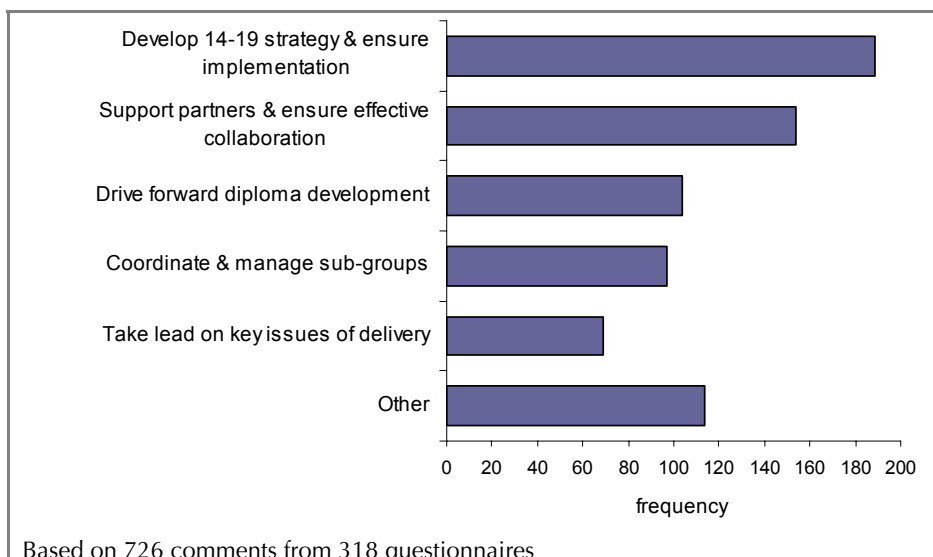 Develop 14-19 strategy & ensure
implementation
Support partners & ensure effective
collaboration
Drive forward diploma development
Coordinate & manage sub-groups
Take lead on key issues of delivery
Other
0 20 40 60 80 100 120 140 160 180 200
frequency
Based on 726 comments from 318 questionnaires